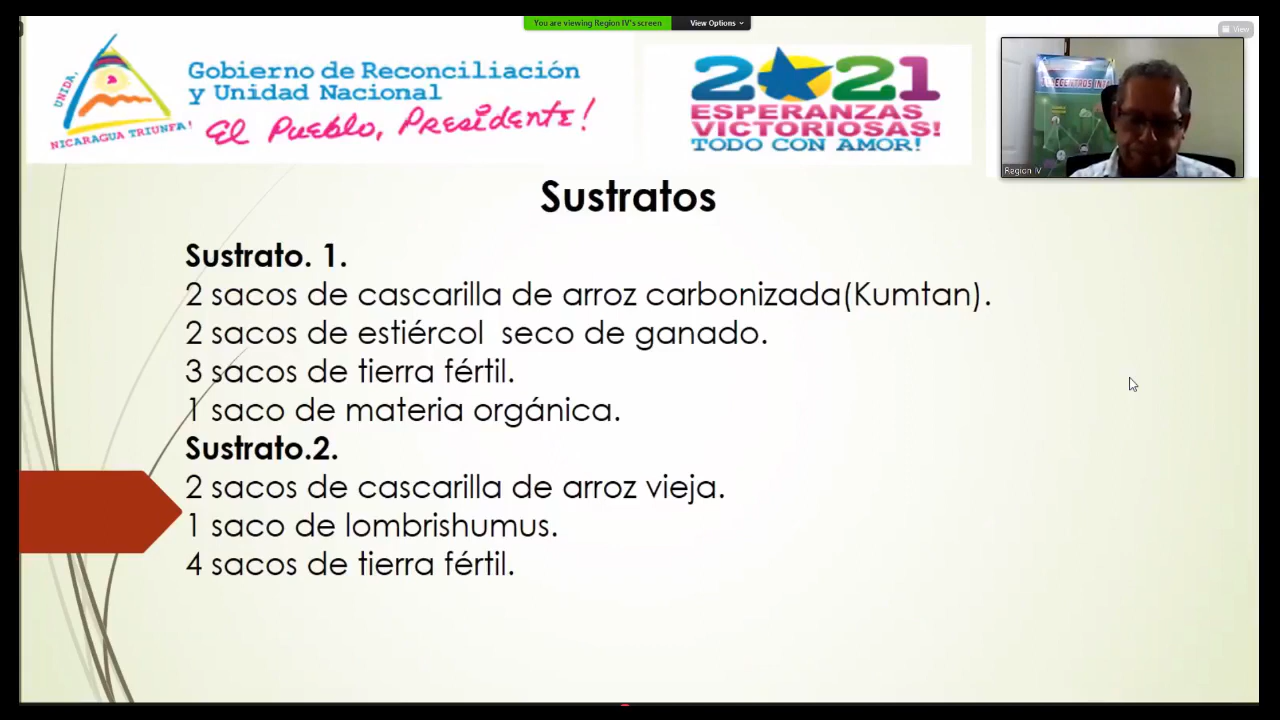 You are viewing Region IV's screen
View Options
View
UNIDA,
NICARAGUA TRIUNFA!
Gobierno de Reconciliación
y Unidad Nacional
El Pueblo, Presidente!
2021
ESPERANZAS
VICTORIOSAS!
TODO CON AMOR!
Region IV
Sustratos
Sustrato. 1.
2 sacos de cascarilla de arroz carbonizada(Kumtan).
2 sacos de estiércol  seco de ganado.
3 sacos de tierra fértil.
1 saco de materia orgánica.
Sustrato.2.
2 sacos de cascarilla de arroz vieja.
1 saco de lombrishumus.
4 sacos de tierra fértil.